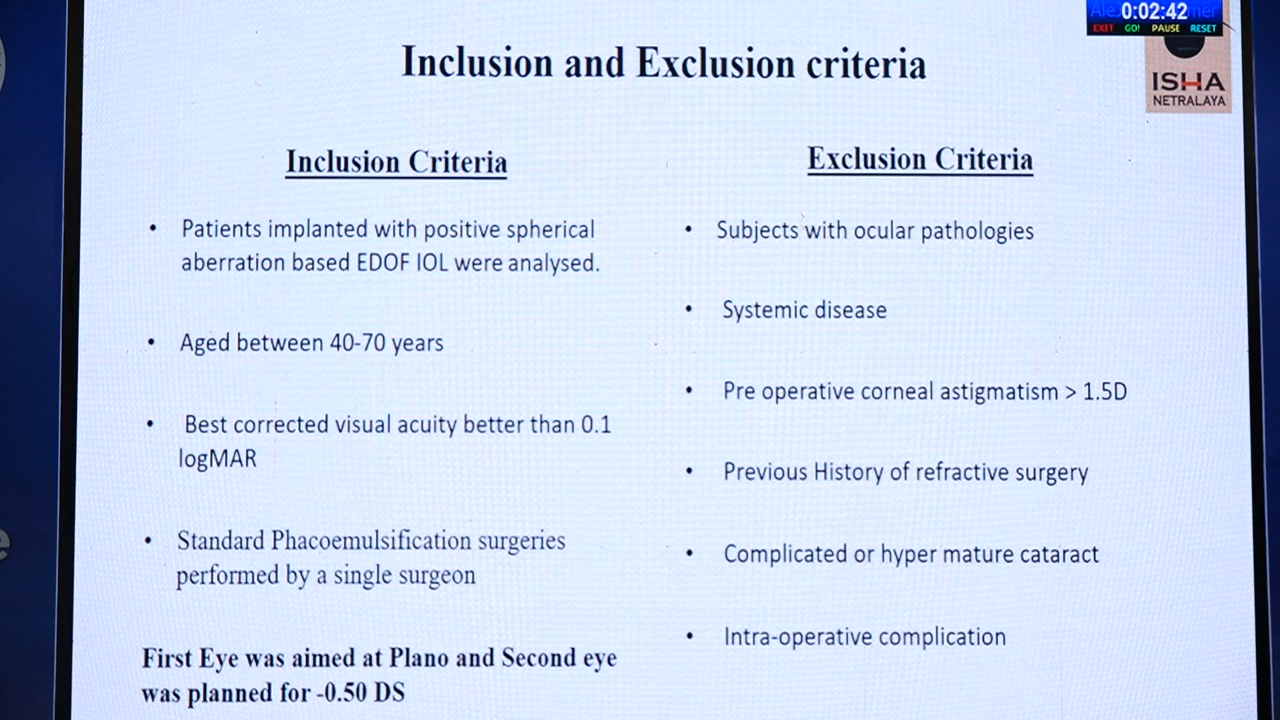 0:02:42
EXIT GO! PAUSE RESET
Inclusion and Exclusion criteria
ISHA
NETRALAYA
Inclusion Criteria
• Patients implanted with positive spherical
aberration based EDOF IOL were analysed.
• Aged between 40-70 years
• Best corrected visual acuity better than 0.1
logMAR
• Standard Phacoemulsification surgeries
performed by a single surgeon
First Eye was aimed at Plano and Second eye
was planned for -0.50 DS
Exclusion Criteria
• Subjects with ocular pathologies
• Systemic disease
• Pre operative corneal astigmatism > 1.5D
• Previous History of refractive surgery
• Complicated or hyper mature cataract
• Intra-operative complication